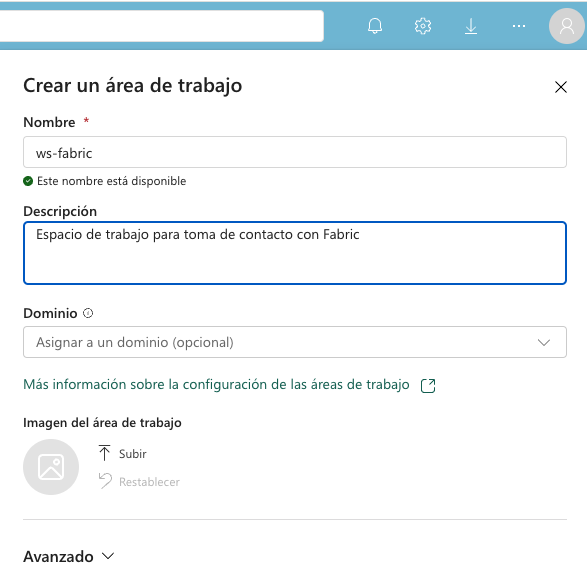 Crear un área de trabajo
Nombre *
ws-fabric
Este nombre está disponible
Descripción
Espacio de trabajo para toma de contacto con Fabric
Dominio
Asignar a un dominio (opcional)
Más información sobre la configuración de las áreas de trabajo
Imagen del área de trabajo
Subir
Restablecer
Avanzado